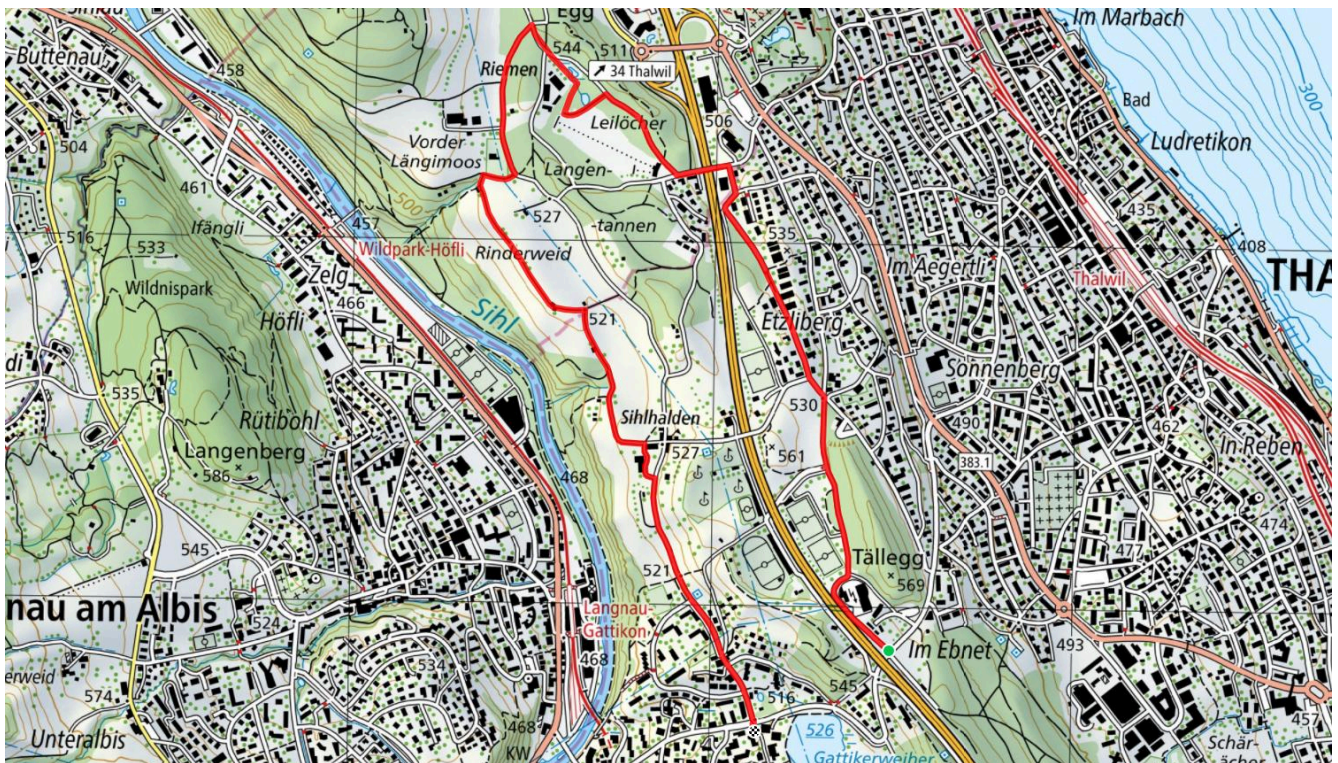 Egg
Im Marbach
Buttenau
458
544
511
34 Thalwil
Riemen
300
Bad
504
Vorder
Längimoos
Leilöcher
506
Ludretikon
461
Langen-
500
435
457
527
-tannen
516
533
Ifängli
Wildpark-Höfli
Rinderweid
535
408
Im Aegertli
Thalwil
THA
Wildnispark
Zelg
466
Sihl
Höfli
521
Etzliberg
di
Sonnenberg
535
530
Rütibohl
Sihlhalden
490
462
In Reben
Langenberg
586
527
561
383.1
468
474
545
521
Tällegg
477
569
nau am Albis
524
Langnau-
Gattikon
Im Ebnet
493
534
468
erweid
574
516
545
457
Unteralbis
468
KW
526
Gattikerweiher
Schär-
ächer